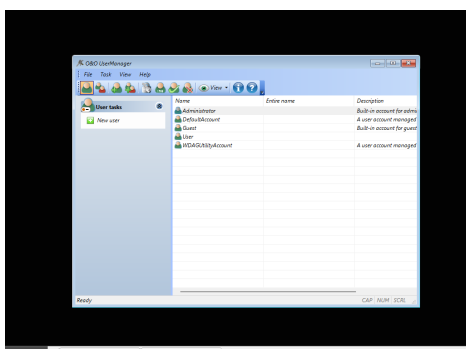 O&O UserManager
File Task View Help
View
User tasks
New user
Name Entire name Description
Administrator Built-in account for admin
DefaultAccount A user account managed
Guest Built-in account for guest
User
WDAGUtilityAccount A user account managed
Ready CAP NUM SCRL